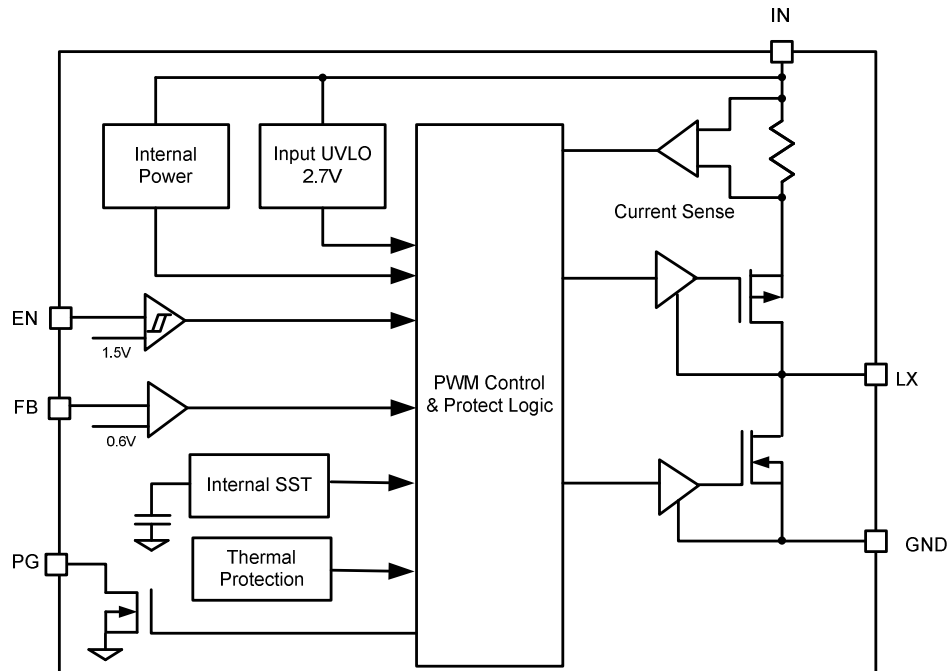 IN
Internal
Power
Input UVLO
2.7V
Current Sense
EN
1.5V
PWM Control
& Protect Logic
LX
FB
0.6V
Internal SST
GND
PG
Thermal
Protection